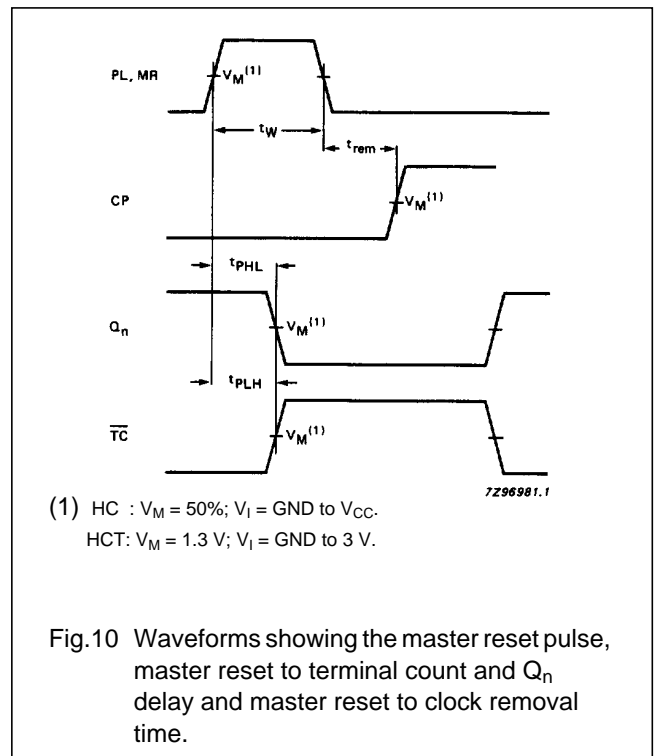 PL, MR
VM(1)
tW
trem
CP
VM(1)
tPHL
Qn
VM(1)
tPLH
TC
VM(1)
7Z96981.1
(1) HC : VM = 50%; VI = GND to VCC.
HCT: VM = 1.3 V; VI = GND to 3 V.
Fig.10 Waveforms showing the master reset pulse,
master reset to terminal count and Qn
delay and master reset to clock removal
time.